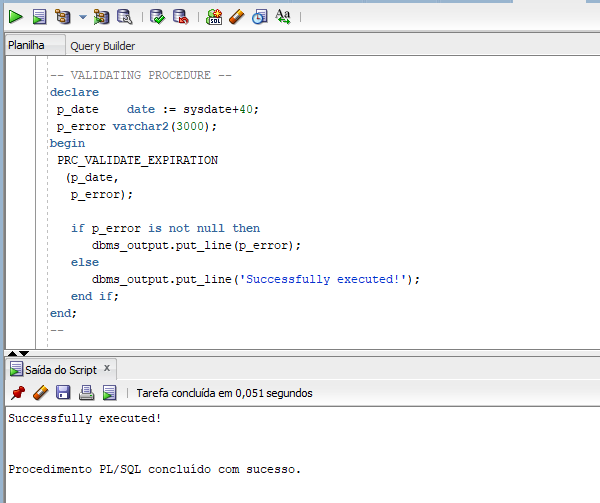 SQL
Aa
Planilha
Query Builder
-- VALIDATING PROCEDURE --
declare
p_date    date := sysdate+40;
p_error varchar2(3000);
begin
PRC_VALIDATE_EXPIRATION
(p_date,
p_error);
if p_error is not null then
dbms_output.put_line(p_error);
else
dbms_output.put_line('Successfully executed!');
end if;
end;
--
Saída do Script x
Tarefa concluída em 0,051 segundos
Successfully executed!
Procedimento PL/SQL concluído com sucesso.